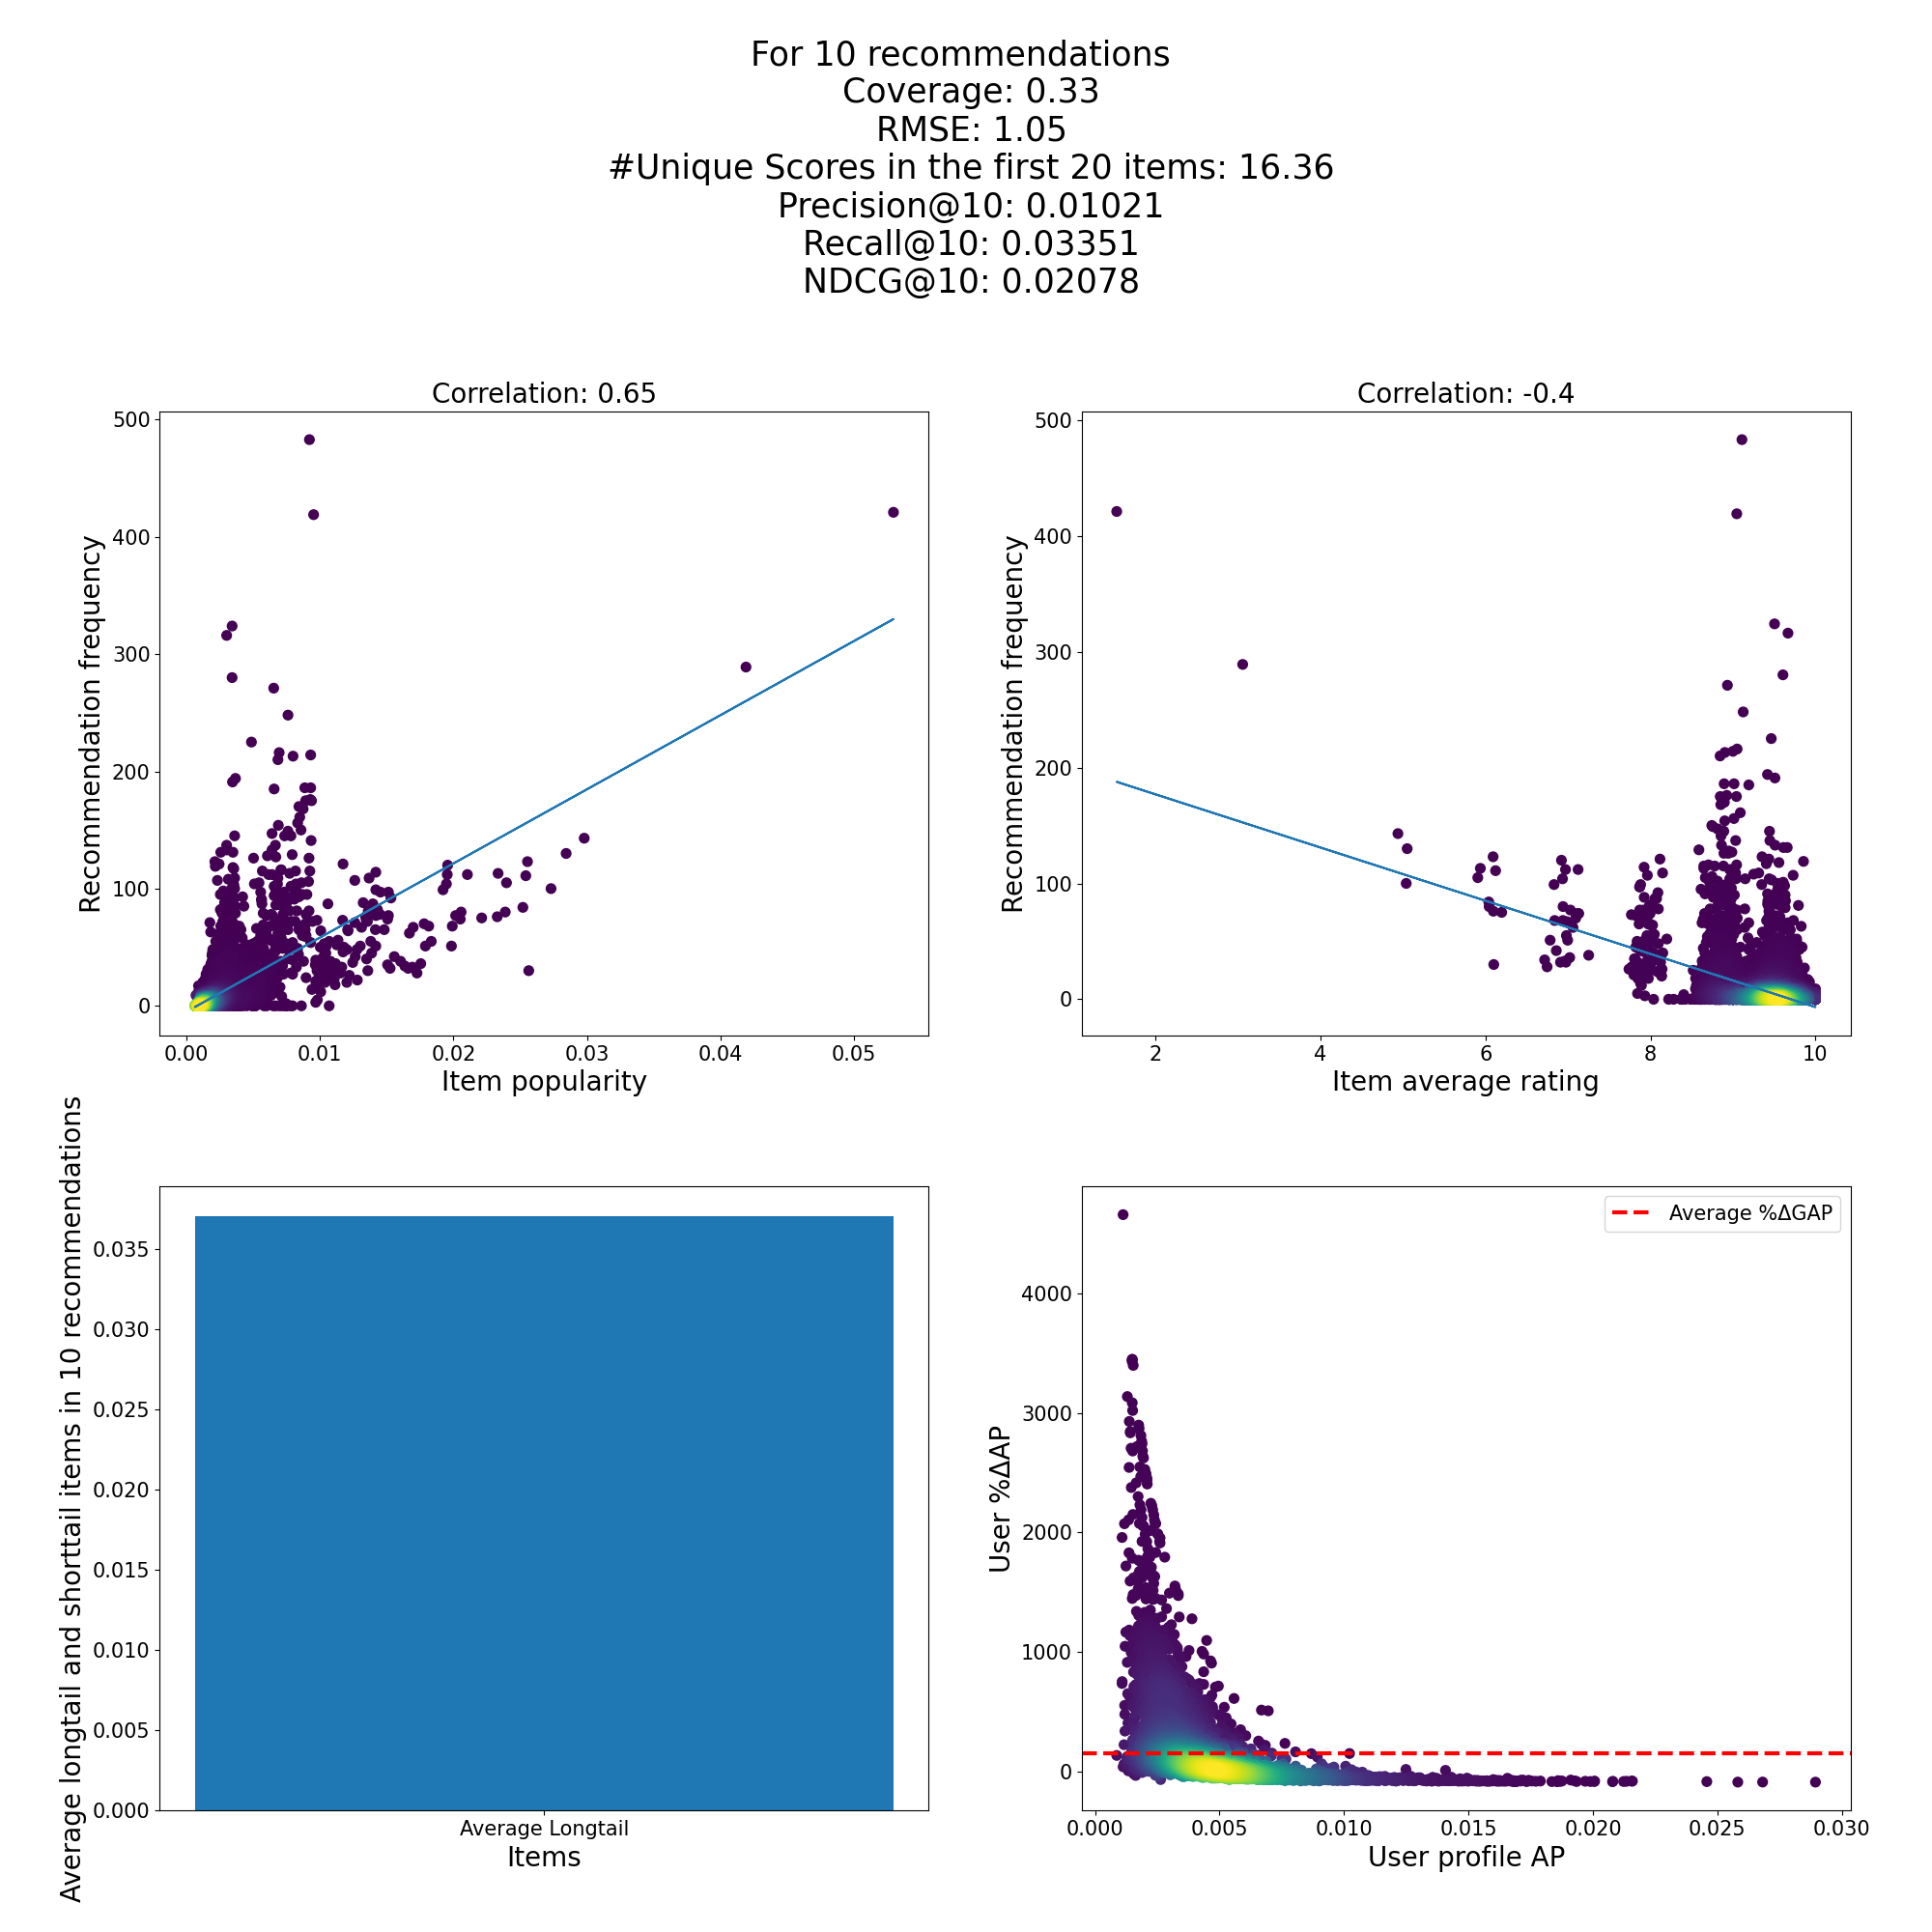 For 10 recommendations
Coverage: 0.33
RMSE: 1.05
#Unique Scores in the first 20 items: 16.36
Precision@10: 0.01021
Recall@10: 0.03351
NDCG@10: 0.02078
Correlation: 0.65
500
400
300
200
100
0
Recommendation frequency
0.00 0.01 0.02 0.03 0.04 0.05
Item popularity
Correlation: -0.4
500
400
300
200
100
0
Recommendation frequency
2 4 6 8 10
Item average rating
Average longtail and shorttail items in 10 recommendations
0.035
0.030
0.025
0.020
0.015
0.010
0.005
0.000
Average Longtail
Items
Average %ΔGAP
4000
3000
2000
1000
0
User %ΔAP
0.000 0.005 0.010 0.015 0.020 0.025 0.030
User profile AP